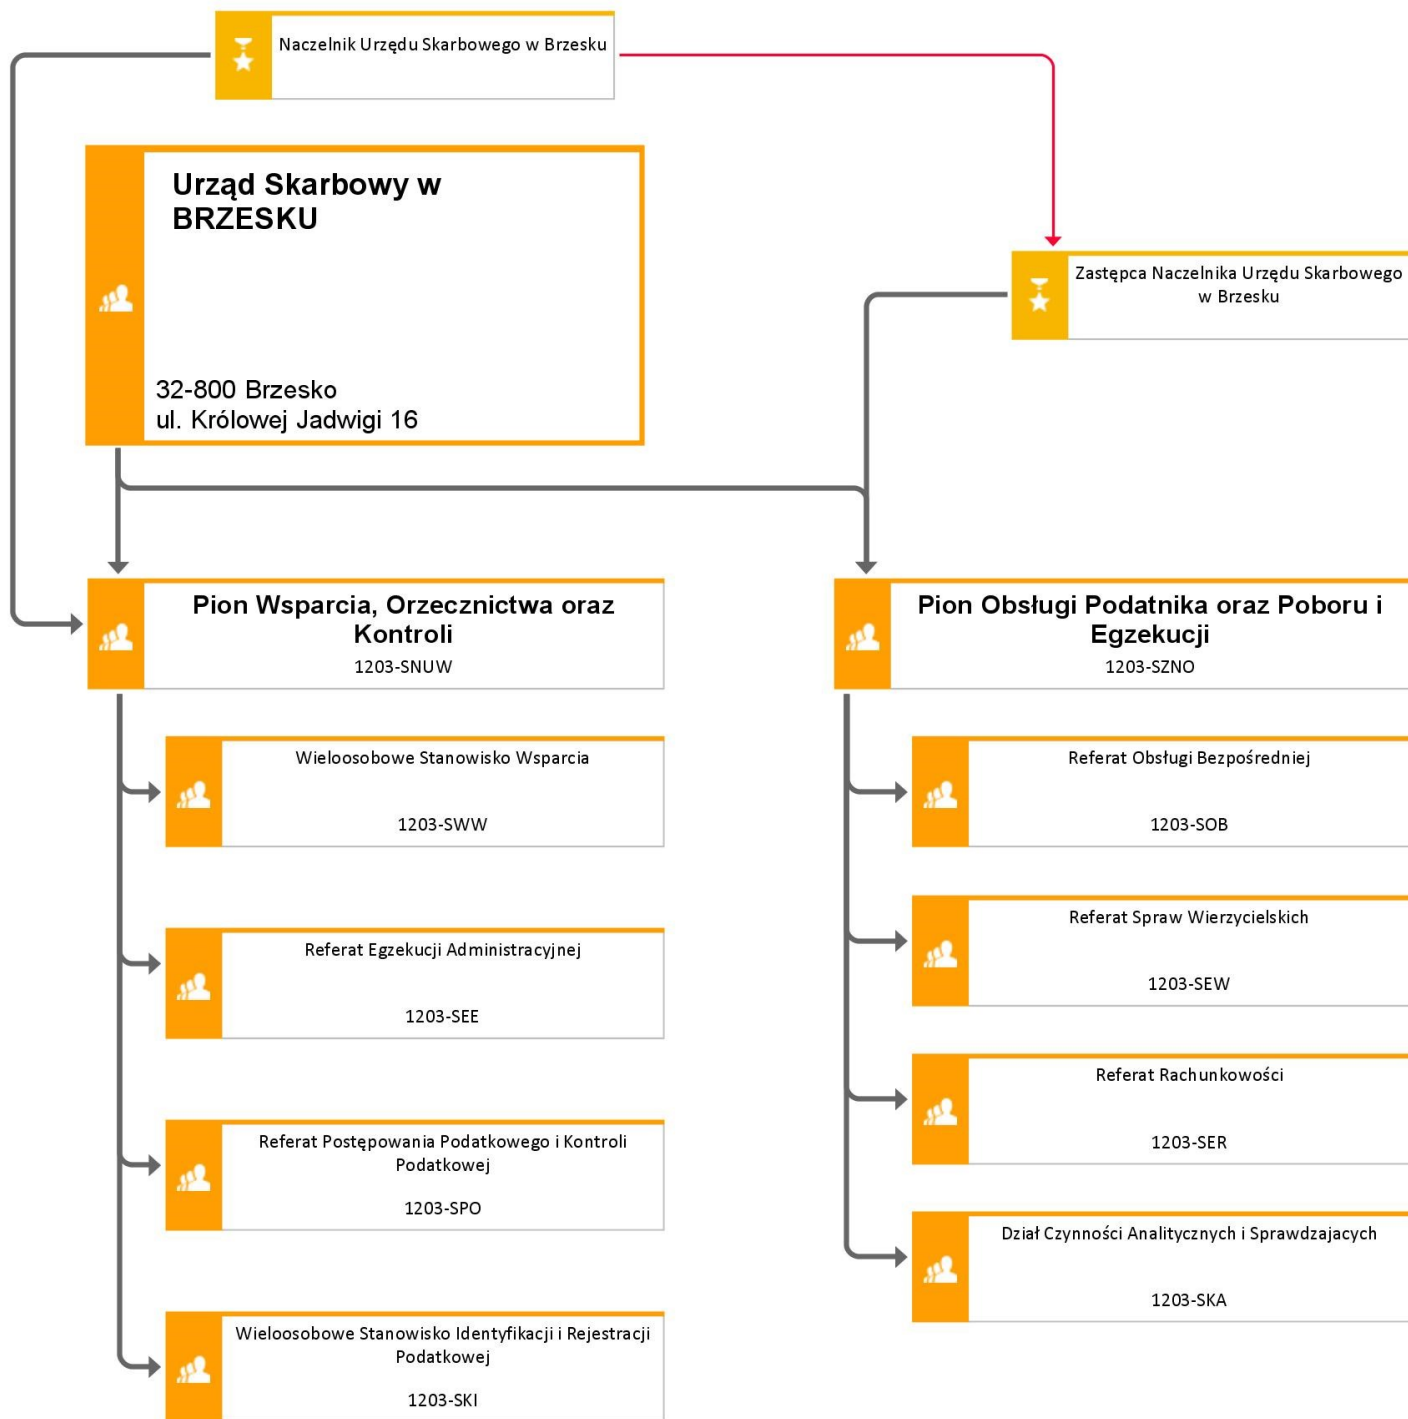 Naczelnik Urzędu Skarbowego w Brzesku
Urząd Skarbowy w
BRZESKU
32-800 Brzesko
ul. Królowej Jadwigi 16
Zastępca Naczelnika Urzędu Skarbowego
w Brzesku
Pion Wsparcia, Orzecznictwa oraz
Kontroli
1203-SNUW
Wieloosobowe Stanowisko Wsparcia
1203-SWW
Referat Egzekucji Administracyjnej
1203-SEE
Referat Postępowania Podatkowego i Kontroli
Podatkowej
1203-SPO
Wieloosobowe Stanowisko Identyfikacji i Rejestracji
Podatkowej
1203-SKI
Pion Obsługi Podatnika oraz Poboru i
Egzekucji
1203-SZNO
Referat Obsługi Bezpośredniej
1203-SOB
Referat Spraw Wierzycielskich
1203-SEW
Referat Rachunkowości
1203-SER
Dział Czynności Analitycznych i Sprawdzajacych
1203-SKA